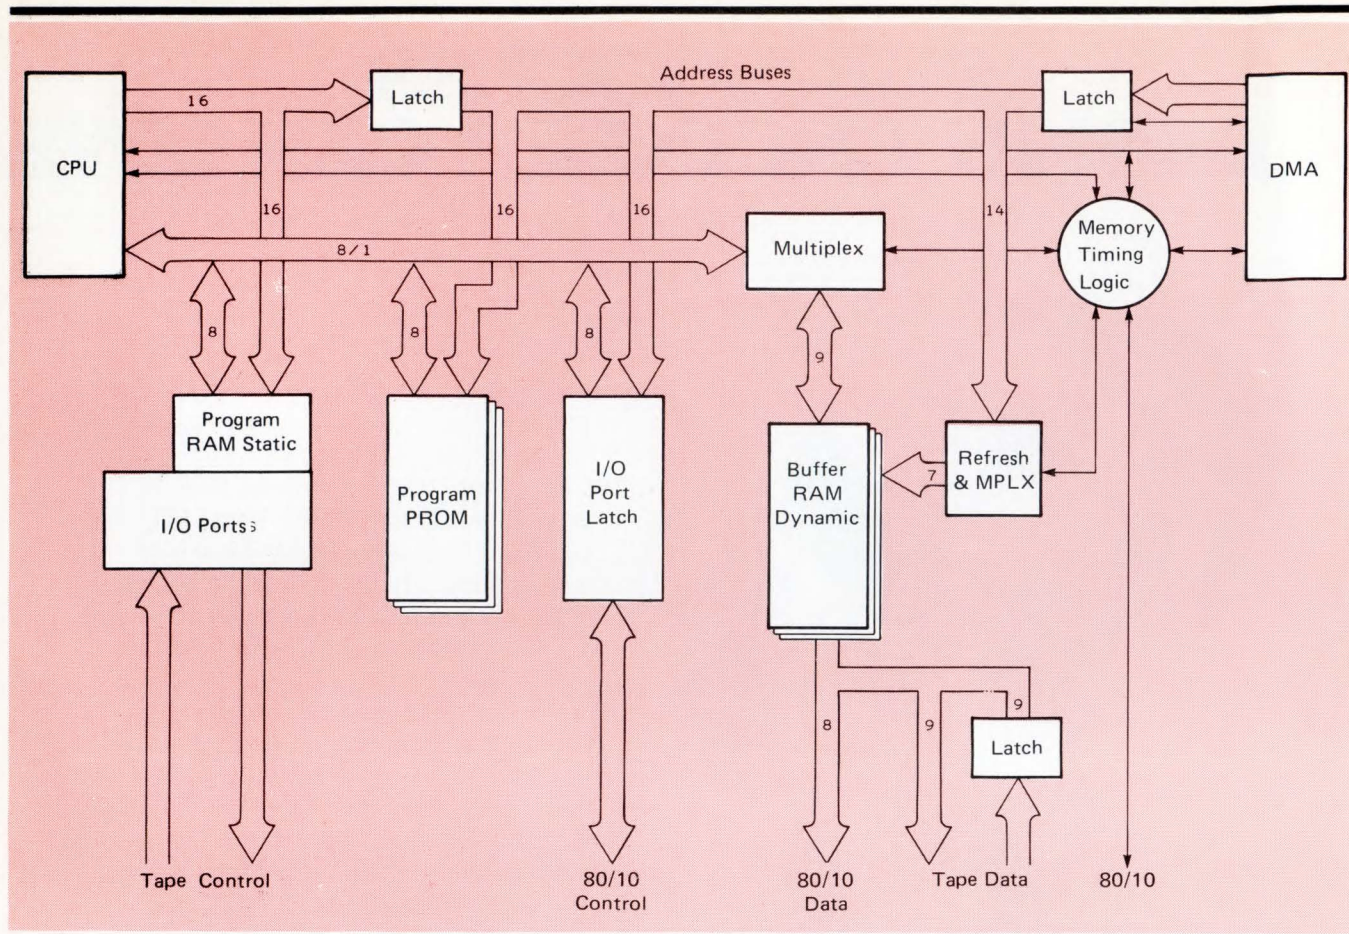 Address Buses
CPU
16
Latch
Latch
DMA
16
16
16
14
8/1
Multiplex
Memory
Timing
Logic
8
8
8
9
Program
RAM Static
I/O Ports
Program
PROM
I/O
Port
Latch
Buffer
RAM
Dynamic
7
Refresh
& MPLX
8
9
9
Latch
Tape Control
80/10
Control
80/10
Data
Tape Data
80/10